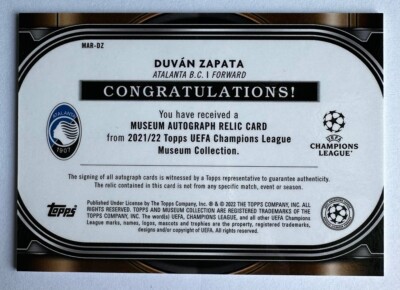 MAR-DZ
DUVÁN ZAPATA
ATALANTA B.C. | FORWARD
CONGRATULATIONS!
You have received a
MUSEUM AUTOGRAPH RELIC CARD
from 2021/22 Topps UEFA Champions League
Museum Collection.
ATALANTA
1907
UEFA
CHAMPIONS
LEAGUE
The signing of all autograph cards is witnessed by a Topps representative to guarantee authenticity.
The relic contained in this card is not from any specific match, event or season.
Topps
Published Under License by The Topps Company, Inc. ® & © 2022 THE TOPPS COMPANY, INC. ALL
RIGHTS RESERVED. TOPPS AND MUSEUM COLLECTION ARE REGISTERED TRADEMARKS OF THE
TOPPS COMPANY, INC. The word(s) UEFA, CHAMPIONS LEAGUE, and all other UEFA Champions
League marks, names, logos, mascots and trophies are the property, registered trademarks,
designs and/or copyright of UEFA. All rights reserved.